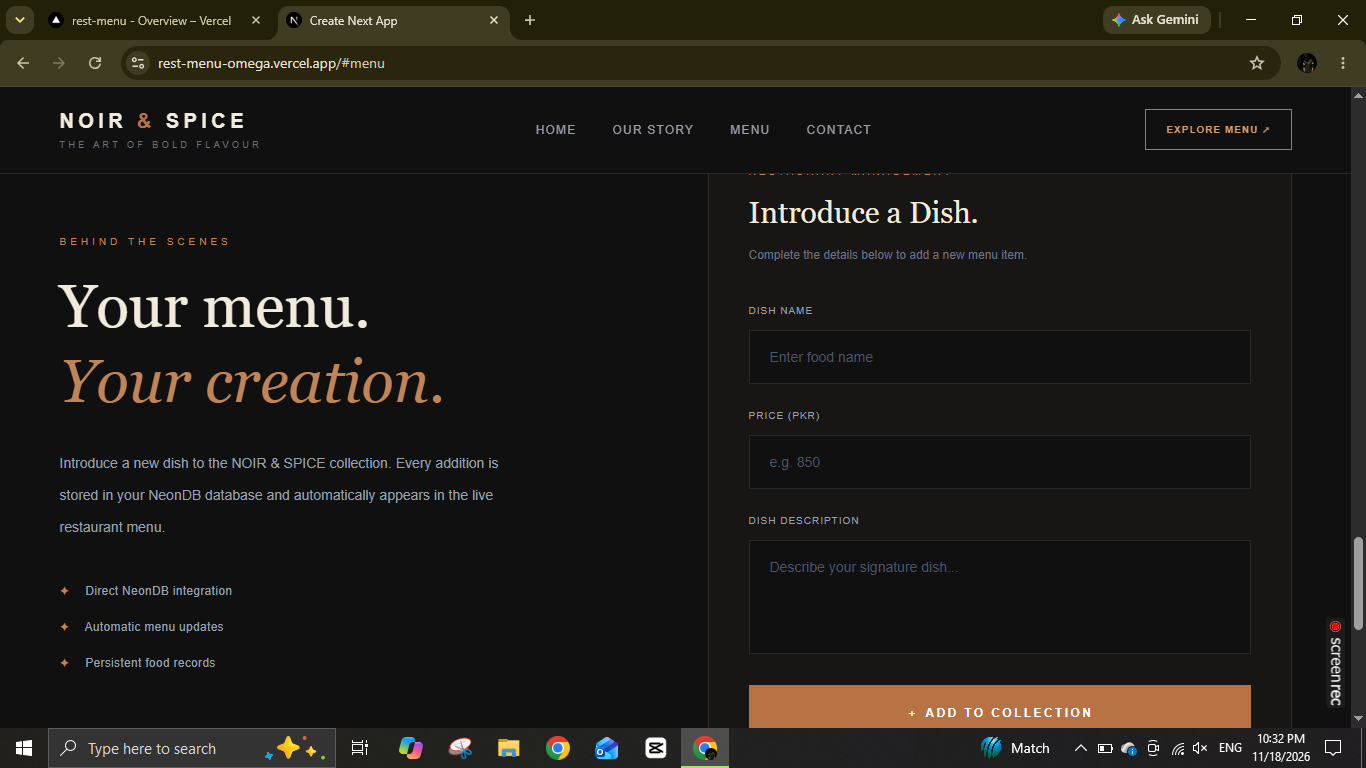 rest-menu - Overview – Vercel
Create Next App
Ask Gemini
rest-menu-omega.vercel.app/#menu
NOIR & SPICE
THE ART OF BOLD FLAVOUR
HOME
OUR STORY
MENU
CONTACT
EXPLORE MENU ↗
BEHIND THE SCENES
Your menu.
Your creation.
Introduce a new dish to the NOIR & SPICE collection. Every addition is
stored in your NeonDB database and automatically appears in the live
restaurant menu.
✦ Direct NeonDB integration
✦ Automatic menu updates
✦ Persistent food records
Introduce a Dish.
Complete the details below to add a new menu item.
DISH NAME
Enter food name
PRICE (PKR)
e.g. 850
DISH DESCRIPTION
Describe your signature dish...
+ ADD TO COLLECTION
screen rec
Type here to search
Match
ENG
10:32 PM
11/18/2026